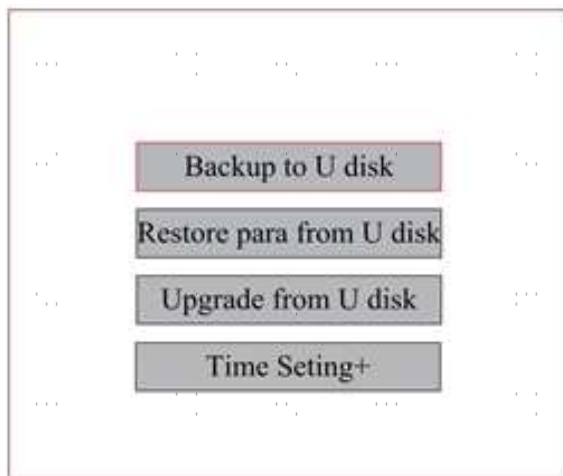 Backup to U disk
Restore para from U disk
Upgrade from U disk
Time Seting+